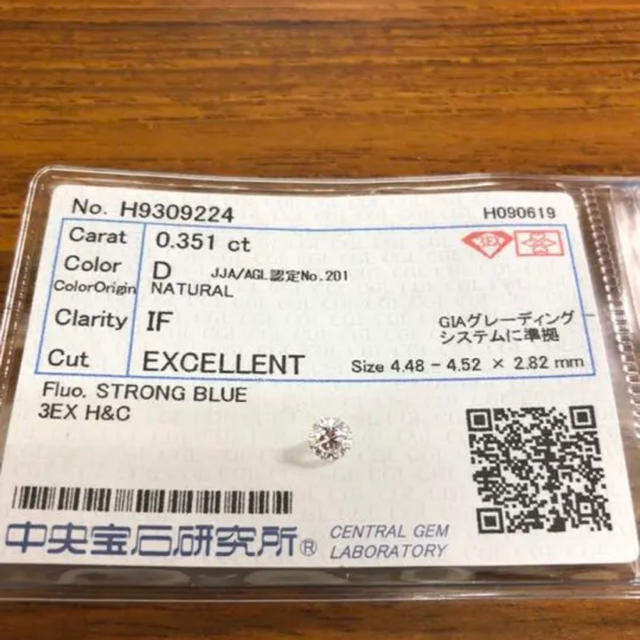 No. H9309224 H090619
Carat 0.351 ct
3EX
Color D JJA/AGL認定No.201
ColorOrigin NATURAL
Clarity IF
GIAグレーディング
システムに準拠
Cut EXCELLENT Size 4.48 - 4.52 × 2.82 mm
Fluo. STRONG BLUE
3EX H&C
中央宝石研究所® CENTRAL GEM
LABORATORY